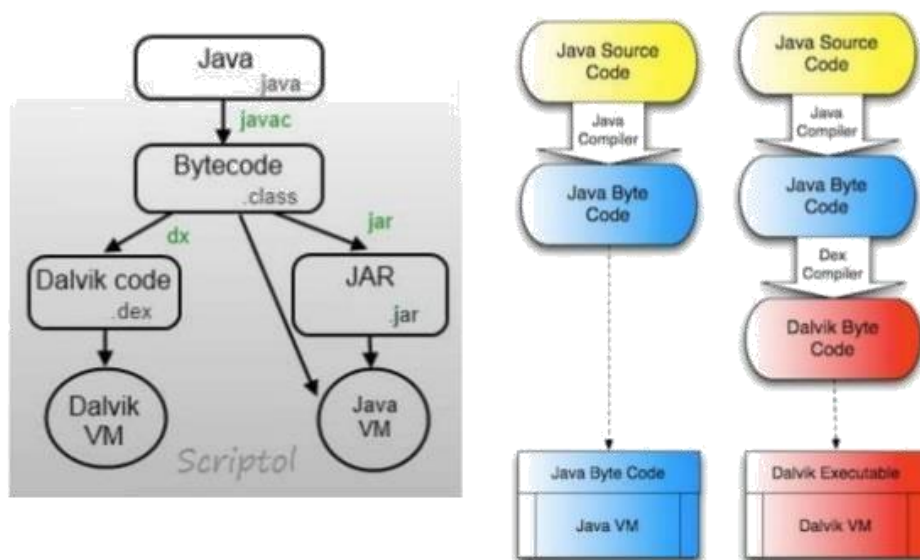 Java
.java
javac
Bytecode
.class
dx
jar
Dalvik code
.dex
JAR
.jar
Dalvik
VM
Java
VM
Scriptol
Java Source
Code
Java
Compiler
Java Byte
Code
Java Byte Code
Java VM
Java Source
Code
Java
Compiler
Java Byte
Code
Dex
Compiler
Dalvik Byte
Code
Dalvik Executable
Dalvik VM